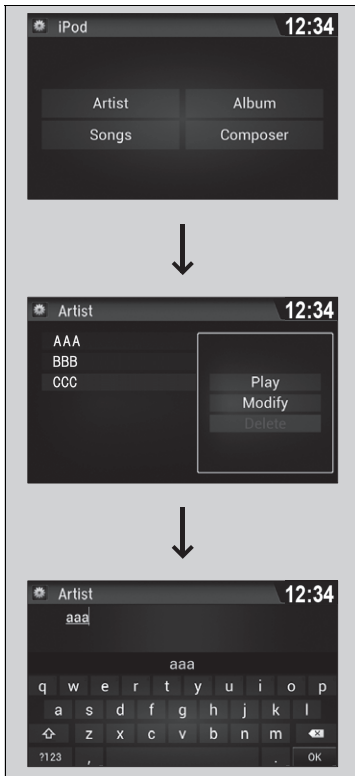 iPod 12:34
Artist Album
Songs Composer
Artist 12:34
AAA
BBB
CCC
Play
Modify
Delete
Artist 12:34
aaa
aaa
q w e r t y u i o p
a s d f g h j k l
z x c v b n m
?123 , . OK